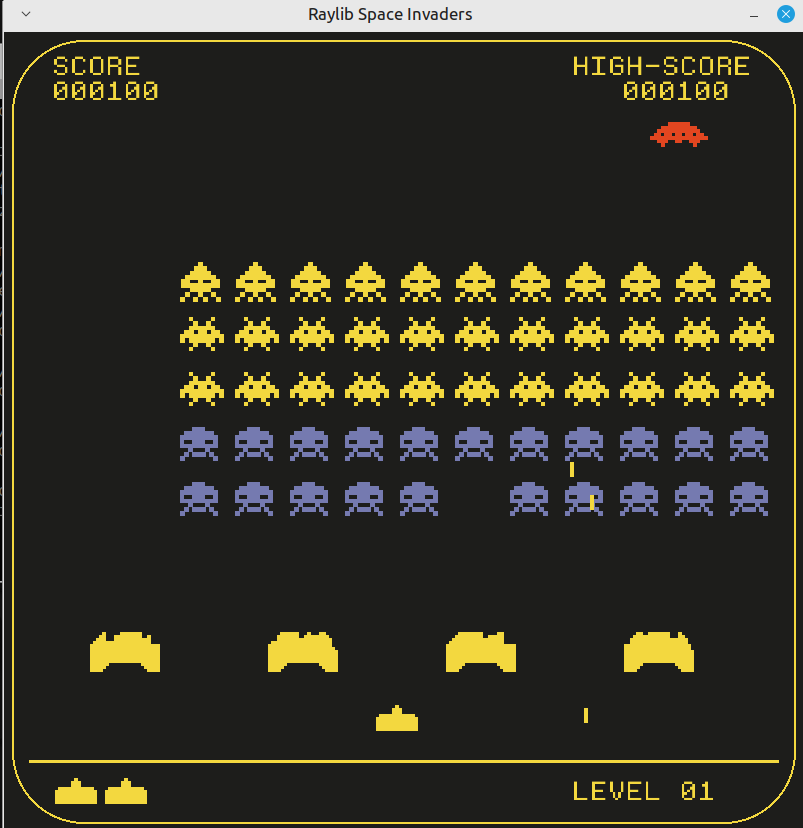 Raylib Space Invaders
SCORE
000100
HIGH-SCORE
000100
LEVEL 01